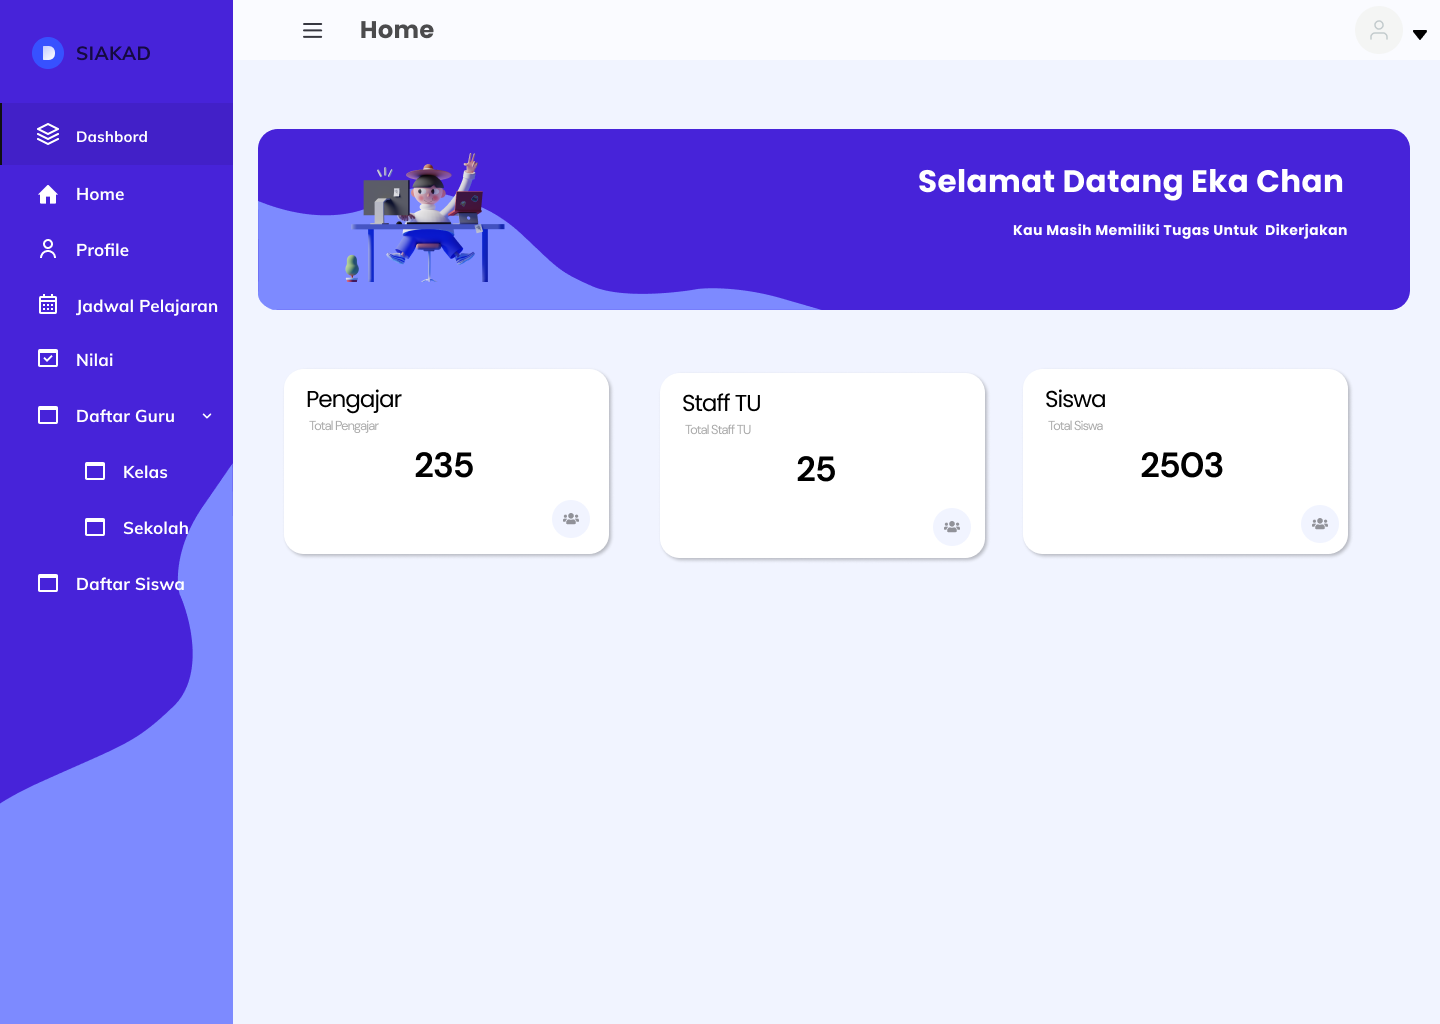 SIAKAD
Dashbord
Home
Profile
Jadwal Pelajaran
Nilai
Daftar Guru
Kelas
Sekolah
Daftar Siswa
Home
Selamat Datang Eka Chan
Kau Masih Memiliki Tugas Untuk Dikerjakan
Pengajar
Total Pengajar
235
Staff TU
Total Staff TU
25
Siswa
Total Siswa
2503